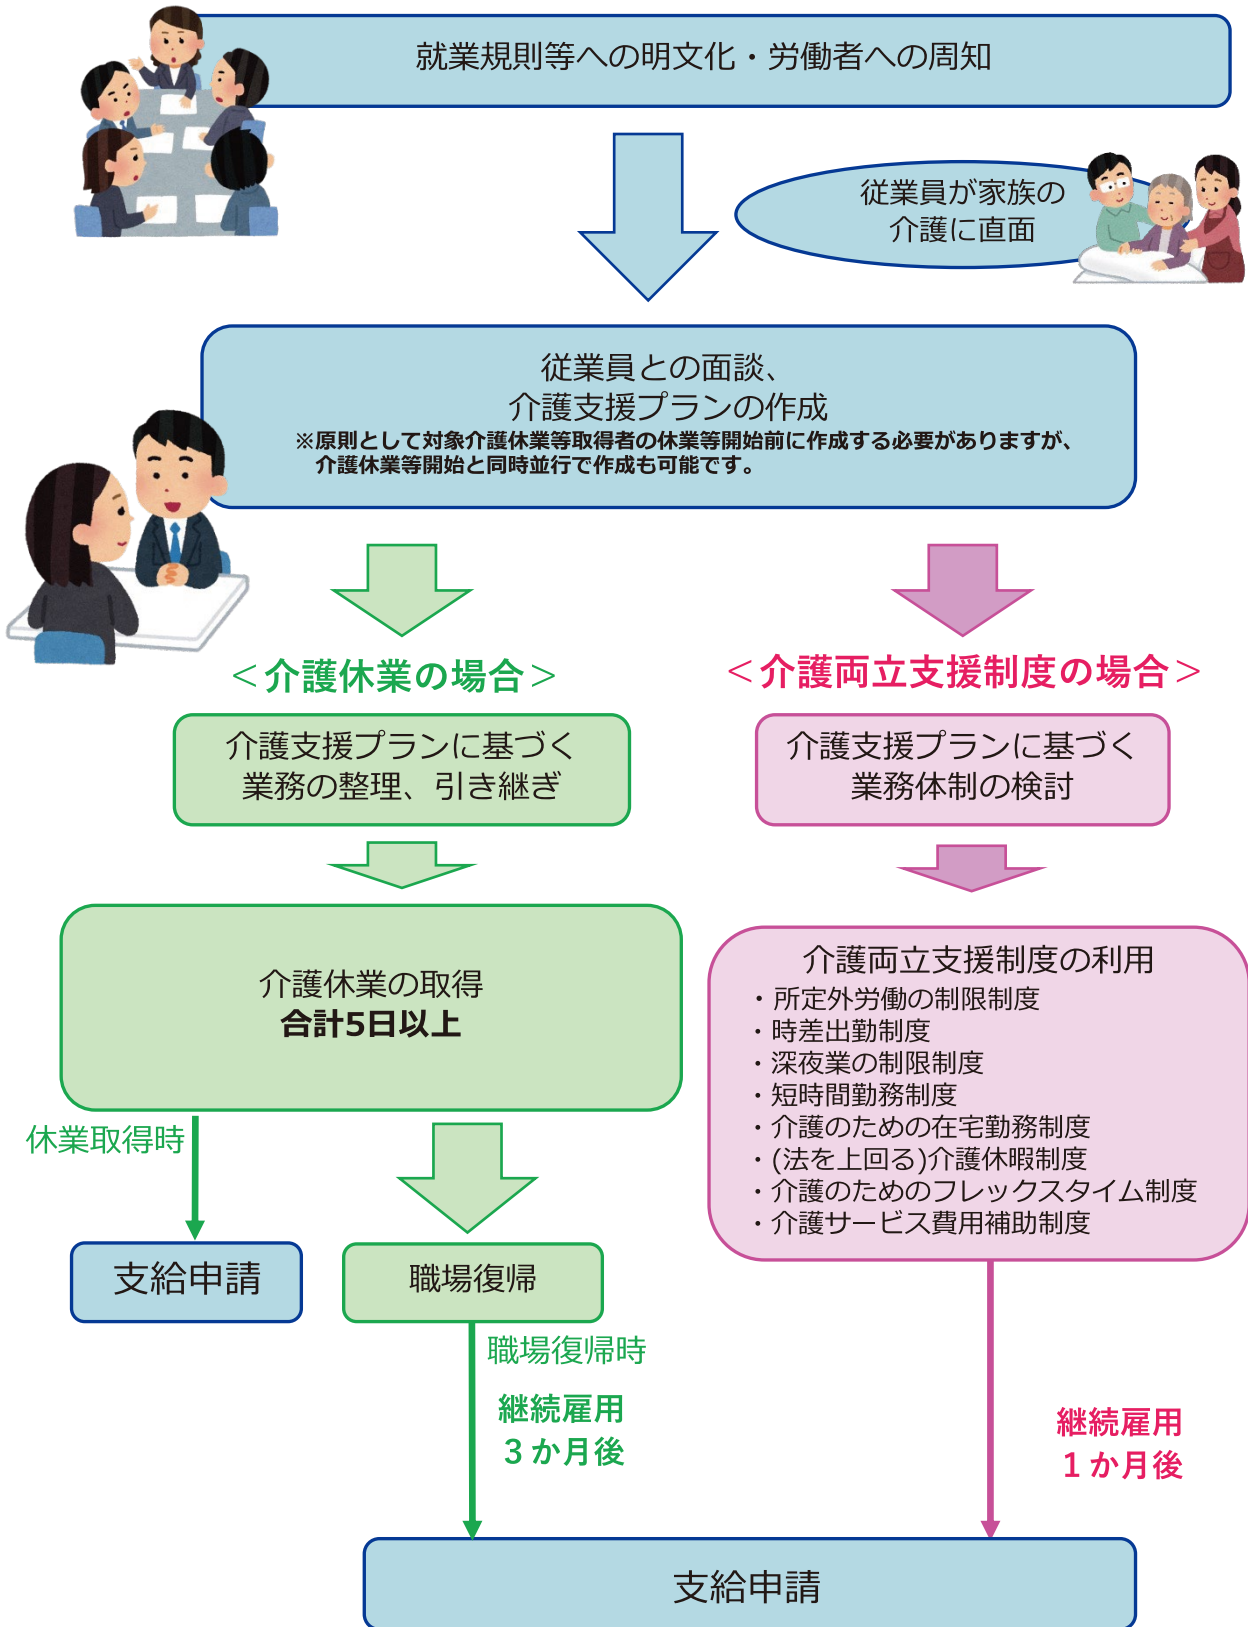 就業規則等への明文化・労働者への周知
従業員が家族の
介護に直面
従業員との面談、
介護支援プランの作成
※原則として対象介護休業等取得者の休業等開始前に作成する必要がありますが、
介護休業等開始と同時並行で作成も可能です。
＜介護休業の場合＞
介護支援プランに基づく
業務の整理、引き継ぎ
介護休業の取得
合計5日以上
休業取得時
支給申請
職場復帰
職場復帰時
継続雇用
３か月後
＜介護両立支援制度の場合＞
介護支援プランに基づく
業務体制の検討
介護両立支援制度の利用
・所定外労働の制限制度
・時差出勤制度
・深夜業の制限制度
・短時間勤務制度
・介護のための在宅勤務制度
・(法を上回る)介護休暇制度
・介護のためのフレックスタイム制度
・介護サービス費用補助制度
継続雇用
１か月後
支給申請